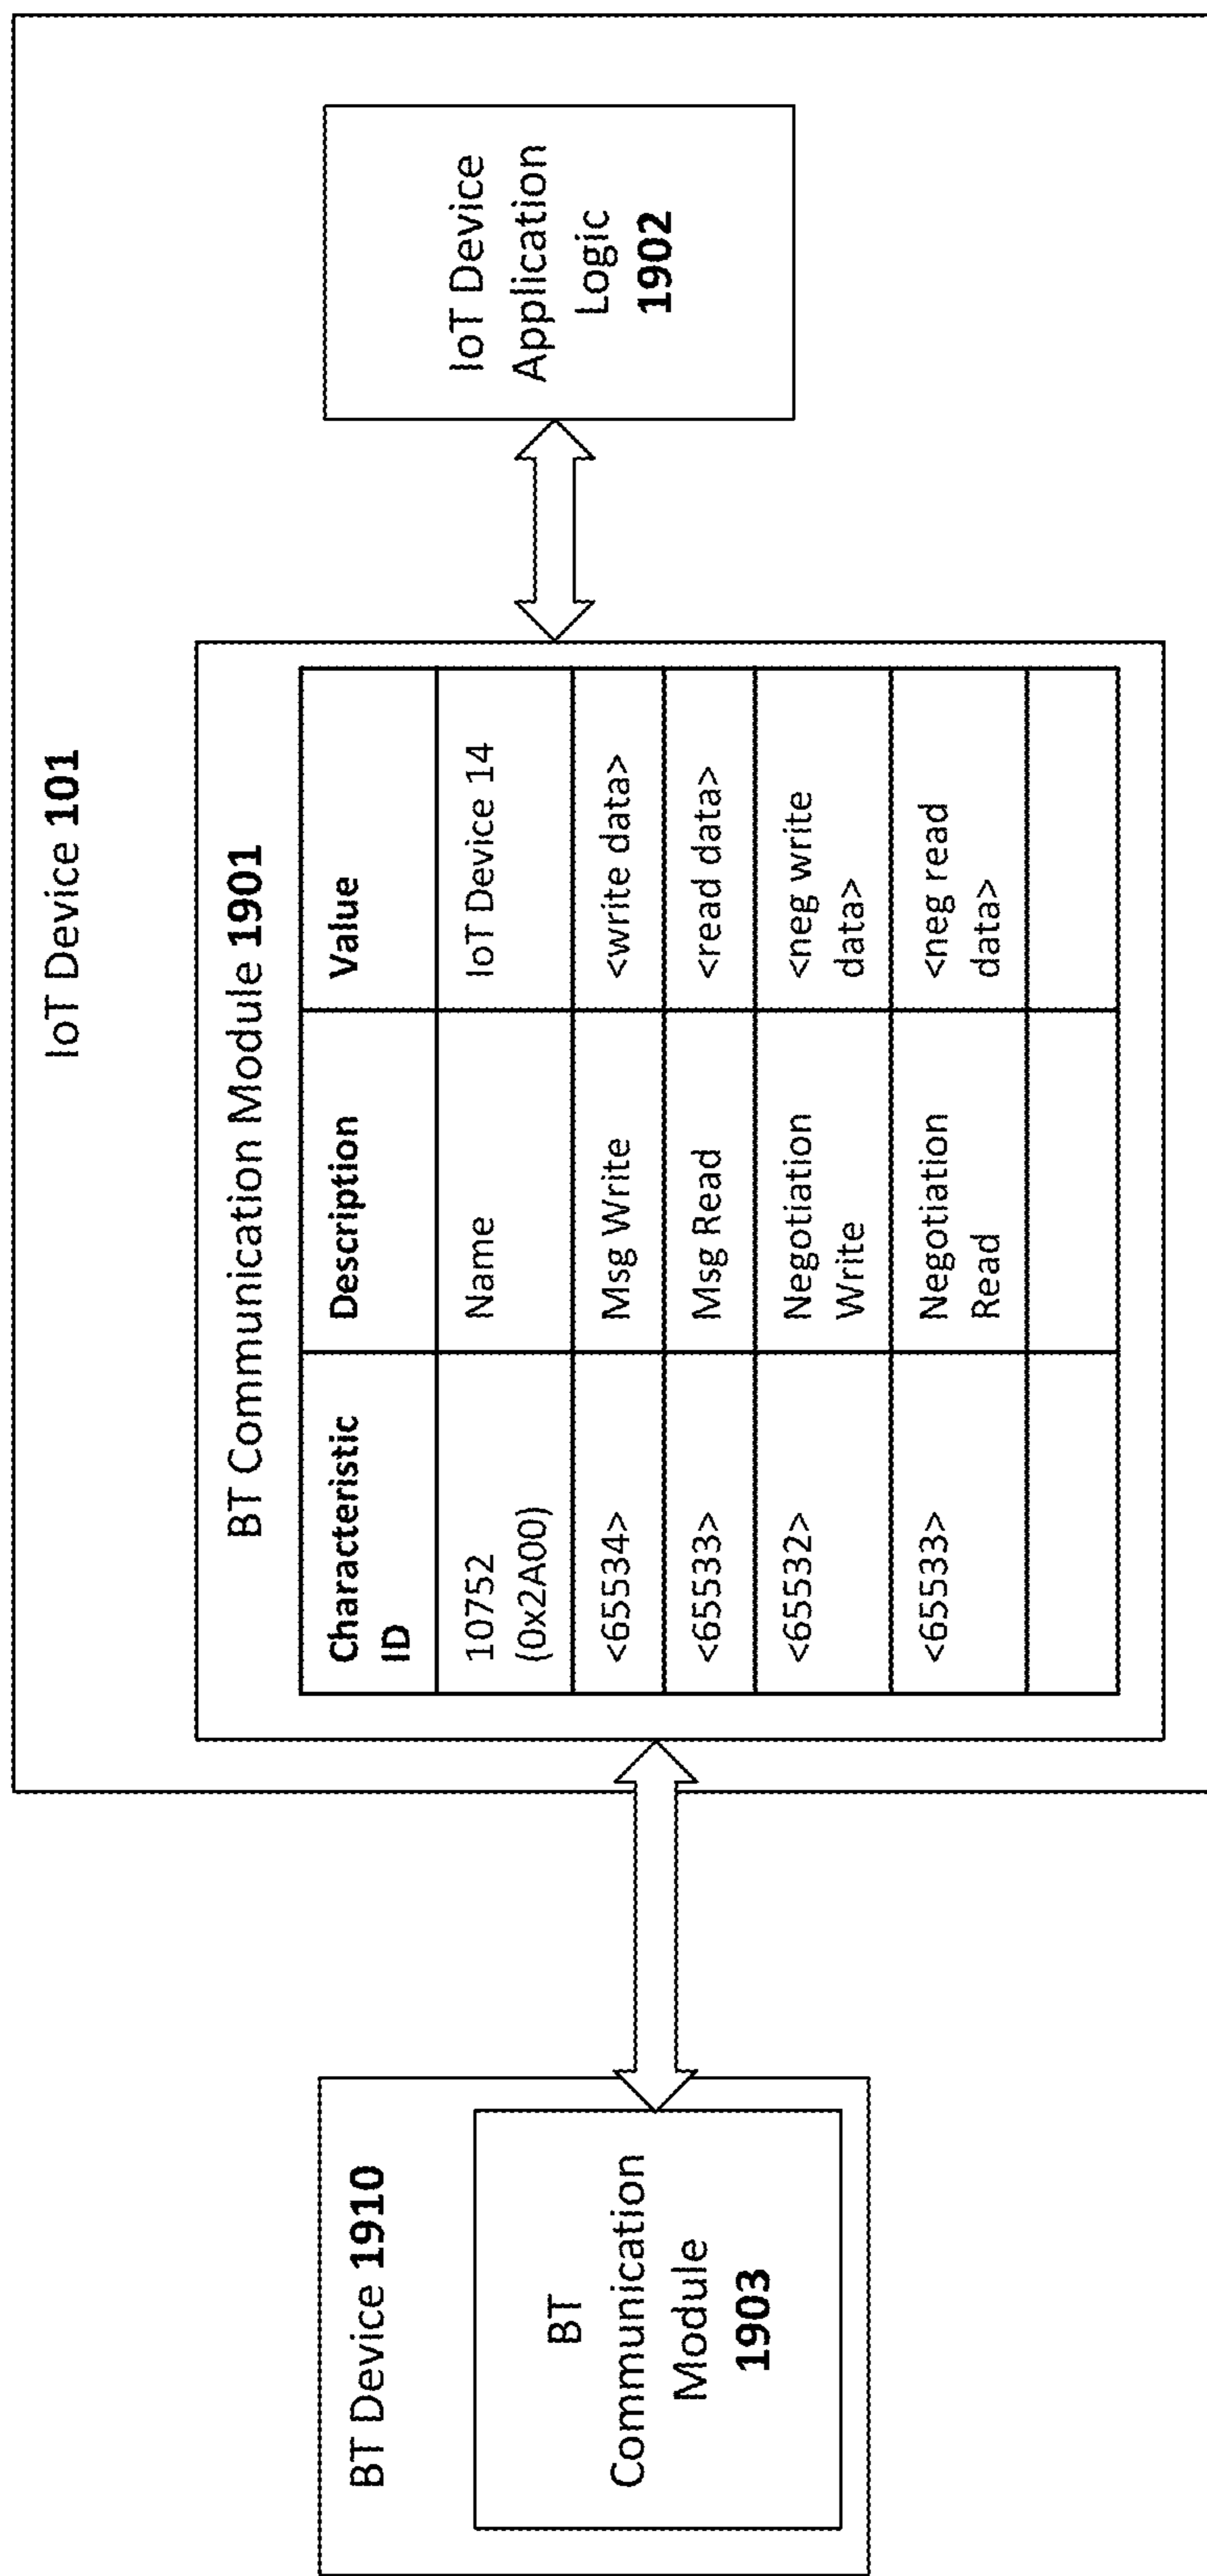 IoT Device 101
BT Communication Module 1901
Characteristic ID Description Value
10752 (0x2A00) Name IoT Device 14
<65534> Msg Write <write data>
<65533> Msg Read <read data>
<65532> Negotiation Write <neg write data>
<65533> Negotiation Read <neg read data>
IoT Device
Application
Logic
1902
BT Device 1910
BT
Communication
Module
1903